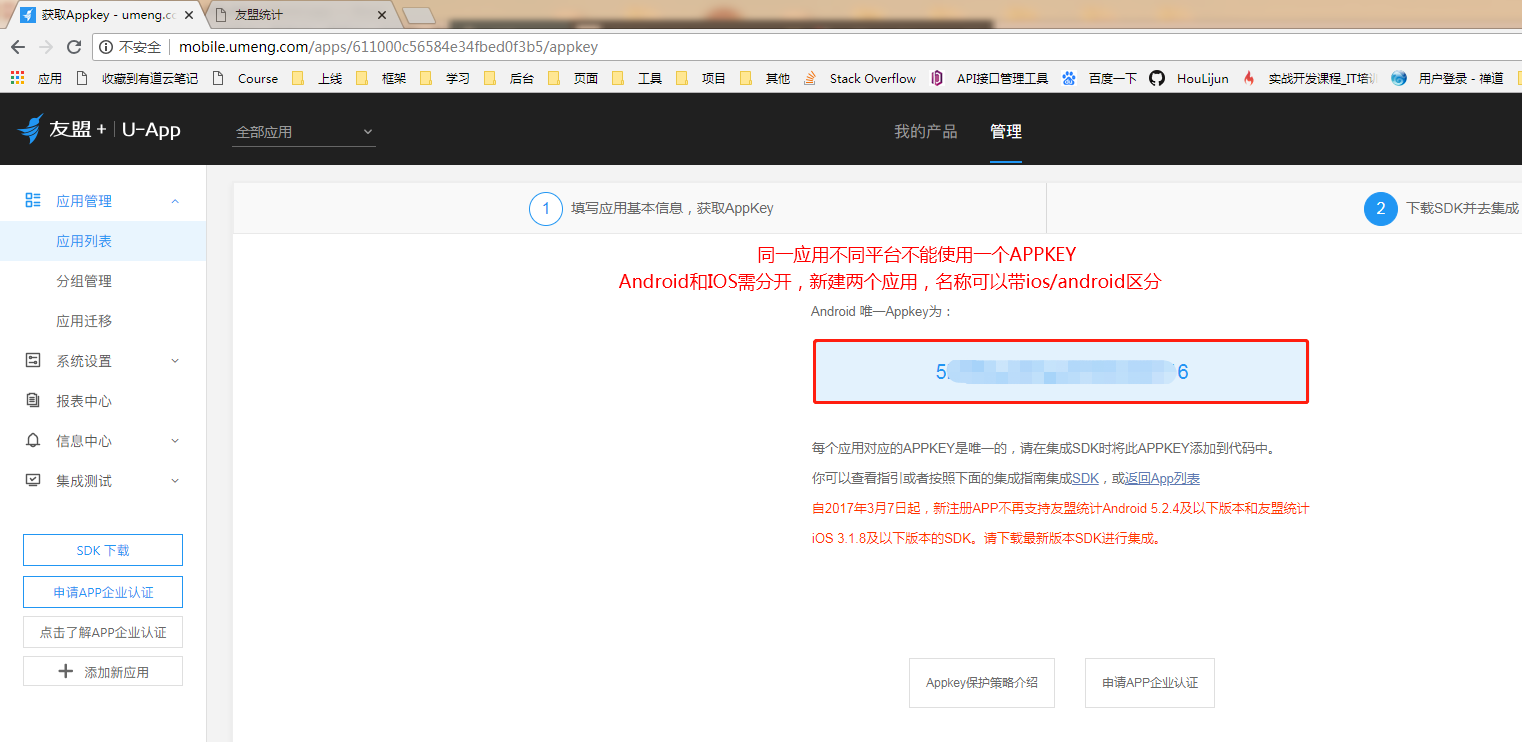 获取Appkey - umeng.co
友盟统计
不安全 mobile.umeng.com/apps/611000c56584e34fbed0f3b5/appkey
应用 收藏到有道云笔记 Course 上线 框架 学习 后台 页面 工具 项目 其他 Stack Overflow API接口管理工具 百度一下 HouLijun 实战开发课程_IT培 用户登录 - 禅道
友盟+ U-App 全部应用 我的产品 管理
应用管理
应用列表
分组管理
应用迁移
系统设置
报表中心
信息中心
集成测试
SDK 下载
申请APP企业认证
点击了解APP企业认证
添加新应用
1 填写应用基本信息，获取AppKey
2 下载SDK并去集成
同一应用不同平台不能使用一个APPKEY
Android和IOS需分开，新建两个应用，名称可以带ios/android区分
Android 唯一Appkey为：
5 6
每个应用对应的APPKEY是唯一的，请在集成SDK时将此APPKEY添加到代码中。
你可以查看指引或者按照下面的集成指南集成SDK，或返回App列表
自2017年3月7日起，新注册APP不再支持友盟统计Android 5.2.4及以下版本和友盟统计
iOS 3.1.8及以下版本的SDK。请下载最新版本SDK进行集成。
Appkey保护策略介绍
申请APP企业认证